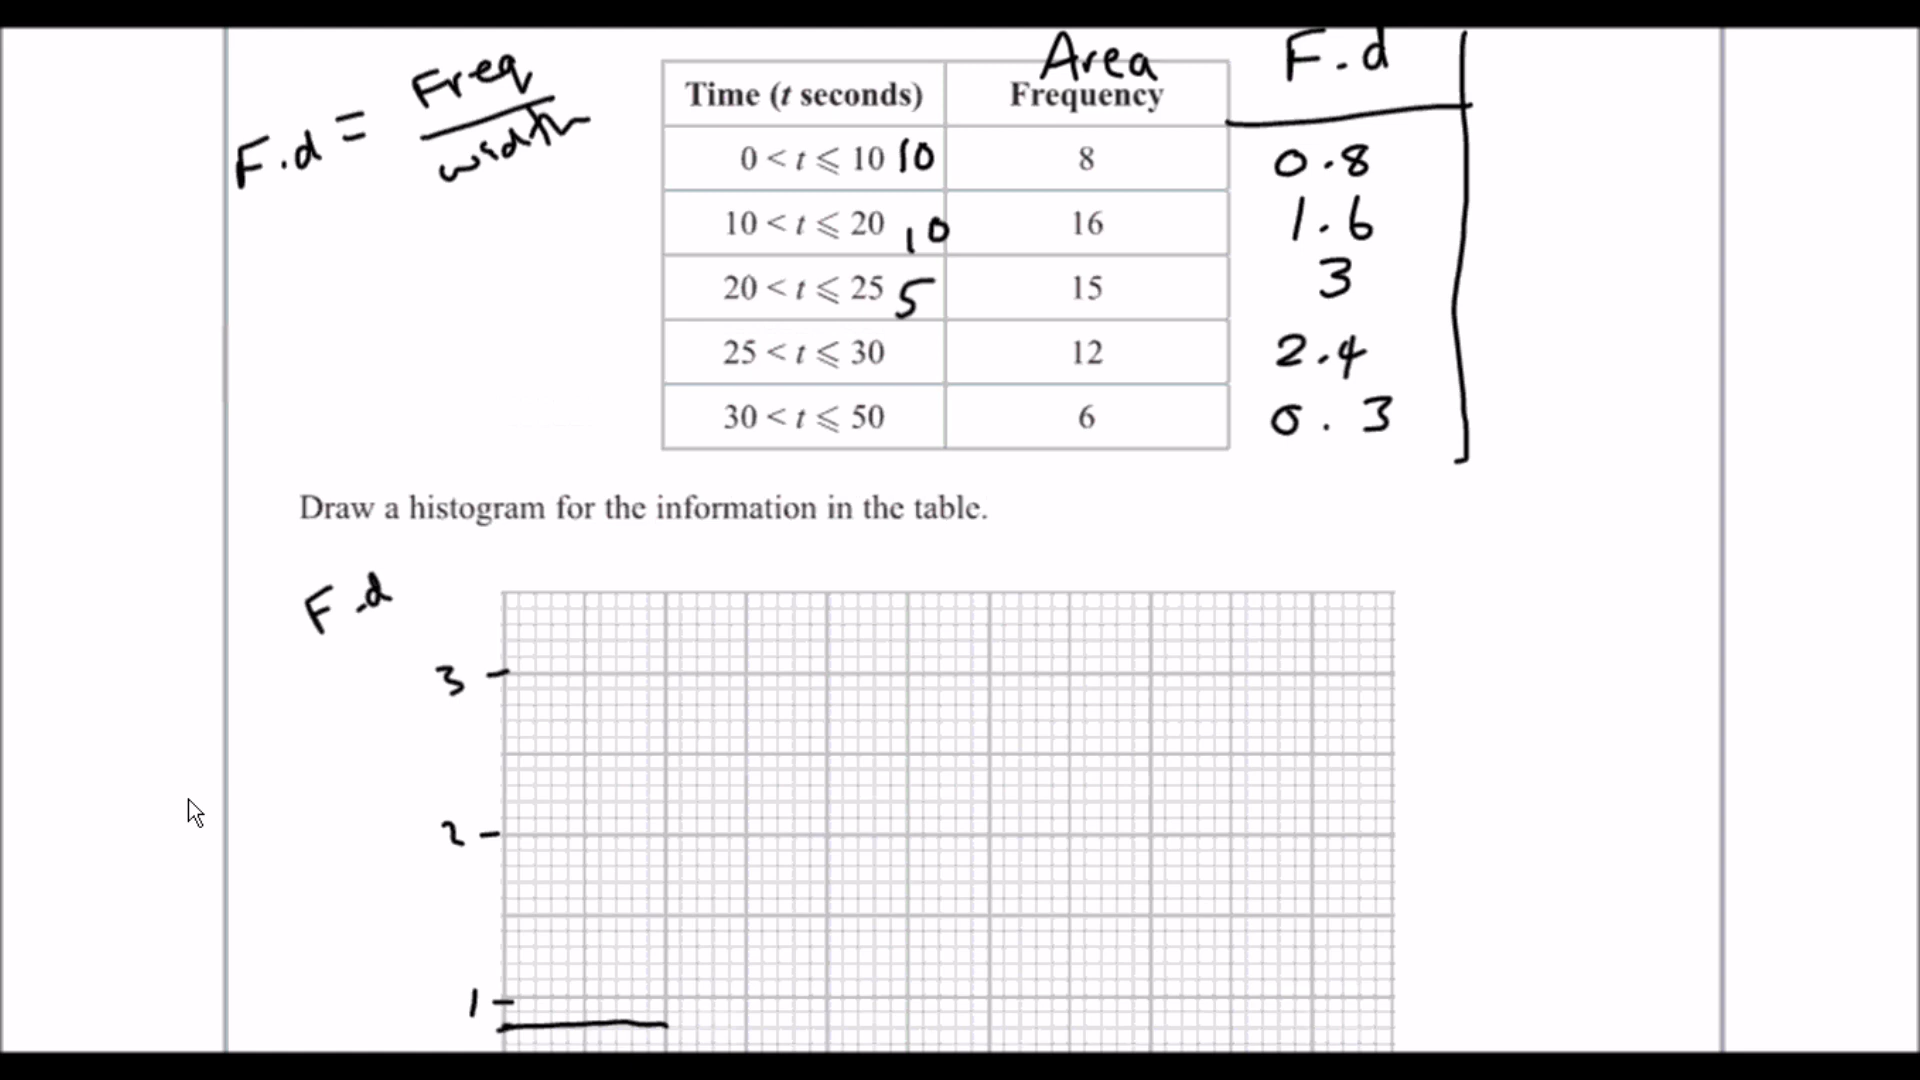 F.d = Freq
width
Area F.d
Time (t seconds) Frequency
0 < t ⩽ 10 10 8 0.8
10 < t ⩽ 20 10 16 1.6
20 < t ⩽ 25 5 15 3
25 < t ⩽ 30 12 2.4
30 < t ⩽ 50 6 0.3
Draw a histogram for the information in the table.
F.d
3
2
1